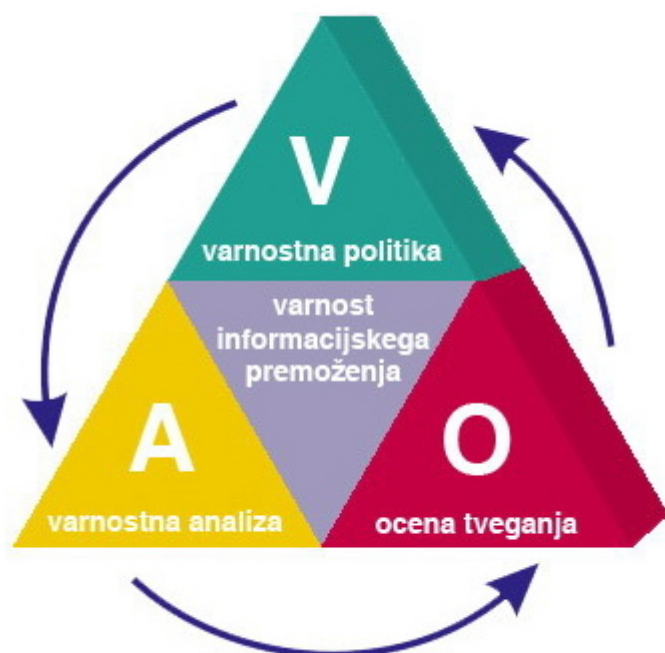 V
varnostna politika
varnost
informacijskega
premoženja
A
varnostna analiza
O
ocena tveganja